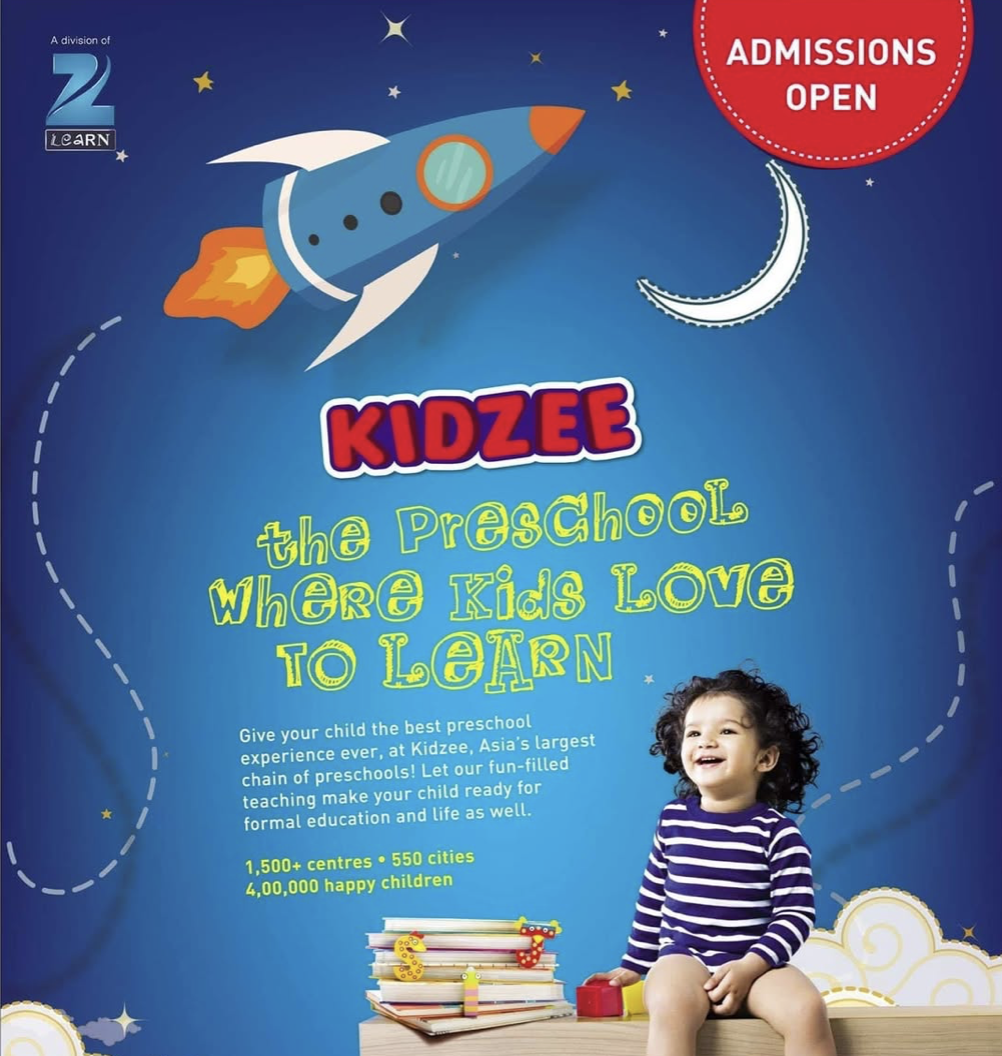 A division of
Z
LEARN
ADMISSIONS
OPEN
KIDZEE
the Preschool
Where Kids Love
To Learn
Give your child the best preschool
experience ever, at Kidzee, Asia's largest
chain of preschools! Let our fun-filled
teaching make your child ready for
formal education and life as well.
1,500+ centres • 550 cities
4,00,000 happy children